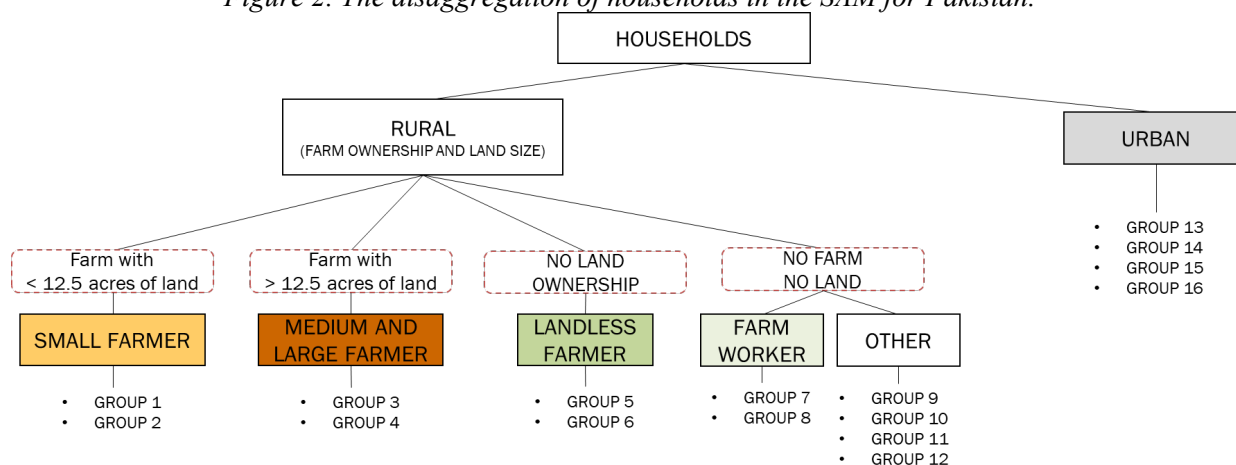 Figure 2. The disaggregation of households in the SAM for Pakistan.
HOUSEHOLDS
RURAL
(FARM OWNERSHIP AND LAND SIZE)
URBAN
• GROUP 13
• GROUP 14
• GROUP 15
• GROUP 16
Farm with
< 12.5 acres of land
Farm with
> 12.5 acres of land
NO LAND
OWNERSHIP
NO FARM
NO LAND
SMALL FARMER
MEDIUM AND
LARGE FARMER
LANDLESS
FARMER
FARM
WORKER
OTHER
• GROUP 1
• GROUP 2
• GROUP 3
• GROUP 4
• GROUP 5
• GROUP 6
• GROUP 7
• GROUP 8
• GROUP 9
• GROUP 10
• GROUP 11
• GROUP 12